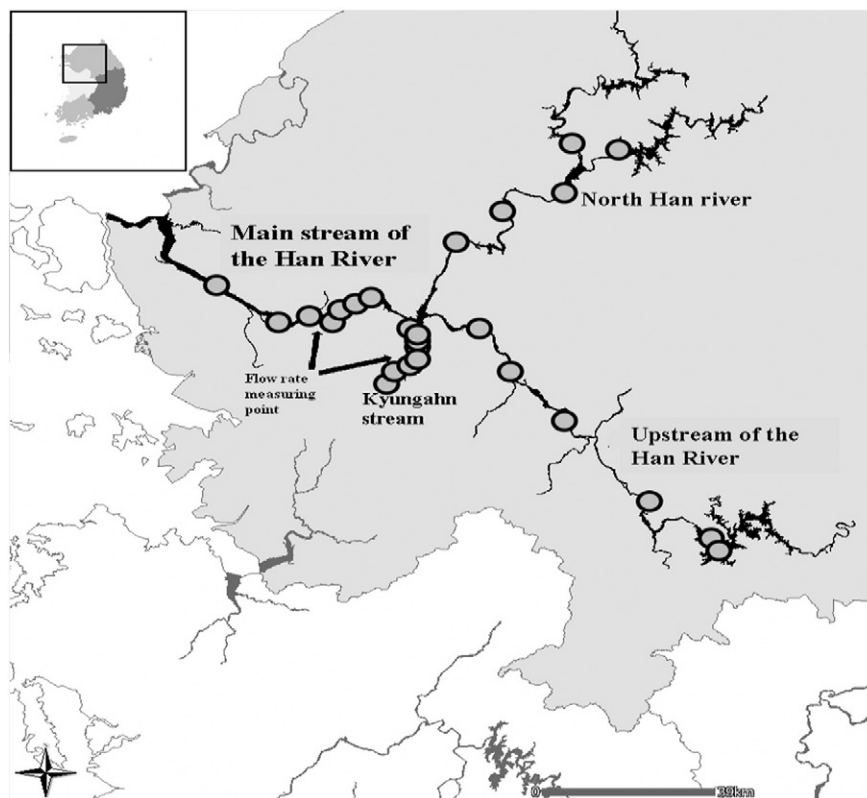 North Han river
Main stream of
the Han River
Flow rate
measuring
point
Kyungahn
stream
Upstream of the
Han River
0
39km